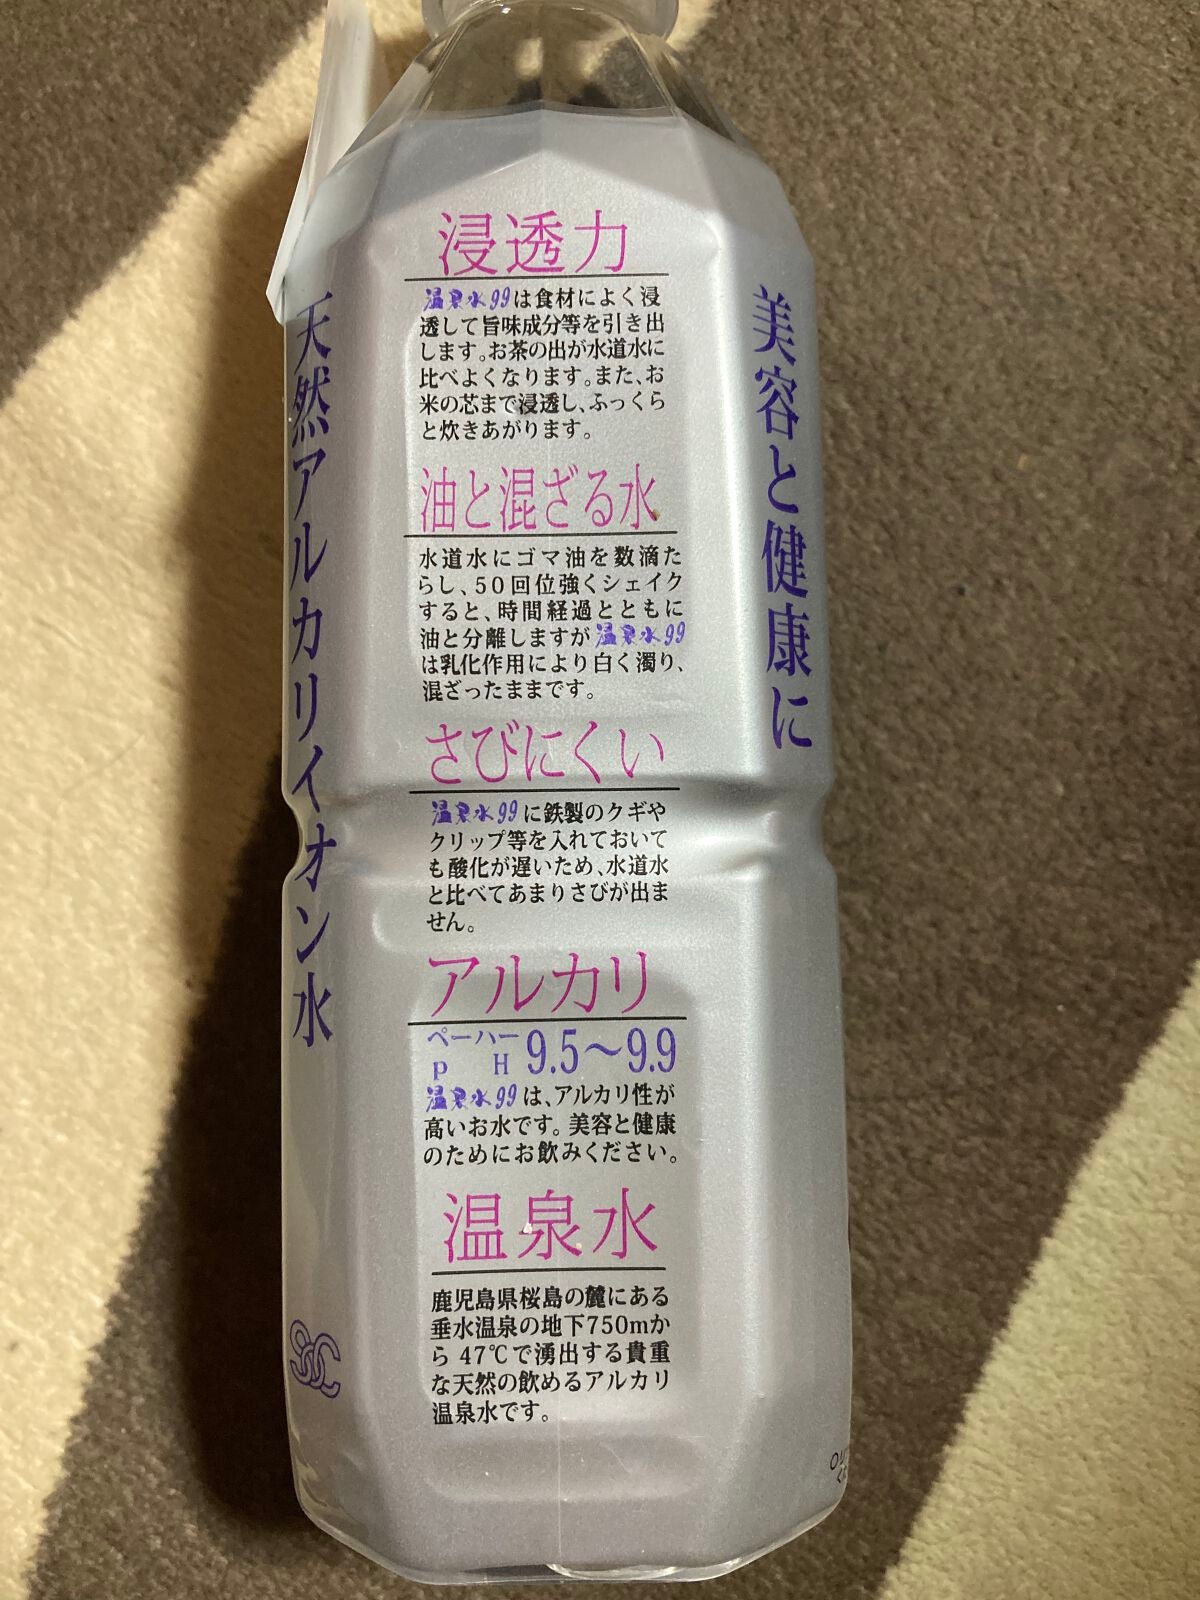 浸透力
温泉水99は食材によく浸
透して旨味成分等を引き出
します。お茶の出が水道水に
比べよくなります。また、お
米の芯まで浸透し、ふっくら
と炊きあがります。
油と混ざる水
水道水にゴマ油を数滴た
らし、50回位強くシェイク
すると、時間経過とともに
油と分離しますが温泉水99
は乳化作用により白く濁り、
混ざったままです。
さびにくい
温泉水99に鉄製のクギや
クリップ等を入れておいて
も酸化が遅いため、水道水
と比べてあまりさびが出ま
せん。
アルカリ
ペーハー
pH 9.5〜9.9
温泉水99は、アルカリ性が
高いお水です。美容と健康
のためにお飲みください。
温泉水
鹿児島県桜島の麓にある
垂水温泉の地下750mか
ら47℃で湧出する貴重
な天然の飲めるアルカリ
温泉水です。
美容と健康に
天然アルカリイオン水